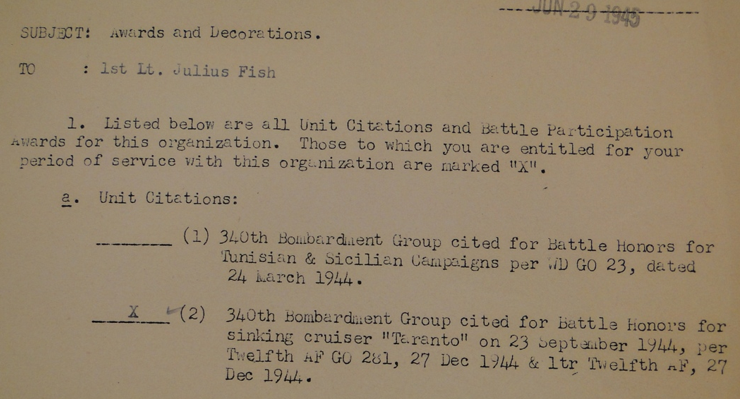 JUN 29 1945
SUBJECT: Awards and Decorations.
TO : 1st Lt. Julius Fish
1. Listed below are all Unit Citations and Battle Participation
Awards for this organization. Those to which you are entitled for your
period of service with this organization are marked "X".
a. Unit Citations:
_______ (1) 340th Bombardment Group cited for Battle Honors for
Tunisian & Sicilian Campaigns per WD GO 23, dated
24 March 1944.
___X___ (2) 340th Bombardment Group cited for Battle Honors for
sinking cruiser "Taranto" on 23 September 1944, per
Twelfth AF GO 281, 27 Dec 1944 & ltr Twelfth AF, 27
Dec 1944.